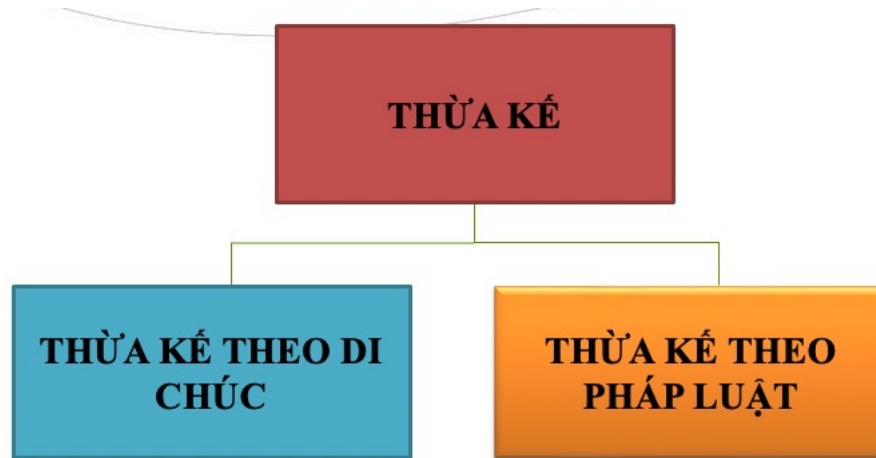 THỪA KẾ
THỪA KẾ THEO DI
CHÚC
THỪA KẾ THEO
PHÁP LUẬT